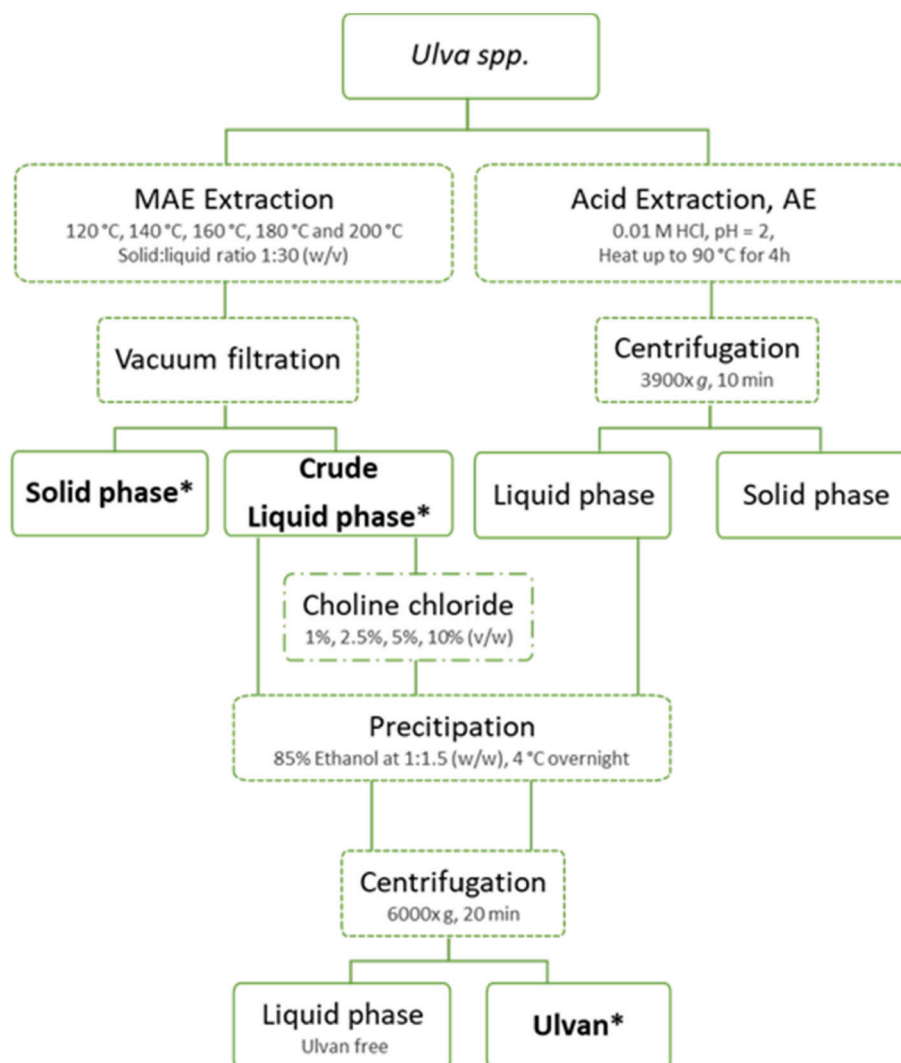 Ulva spp.
MAE Extraction
120 °C, 140 °C, 160 °C, 180 °C and 200 °C
Solid:liquid ratio 1:30 (w/v)
Acid Extraction, AE
0.01 M HCl, pH = 2,
Heat up to 90 °C for 4h
Vacuum filtration
Centrifugation
3900x g, 10 min
Solid phase*
Crude
Liquid phase*
Liquid phase
Solid phase
Choline chloride
1%, 2.5%, 5%, 10% (v/w)
Precitipation
85% Ethanol at 1:1.5 (w/w), 4 °C overnight
Centrifugation
6000x g, 20 min
Liquid phase
Ulvan free
Ulvan*